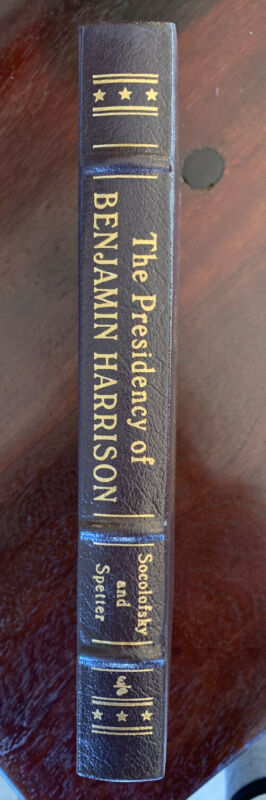 The Presidency of
BENJAMIN HARRISON
Socolofsky
and
Spetter